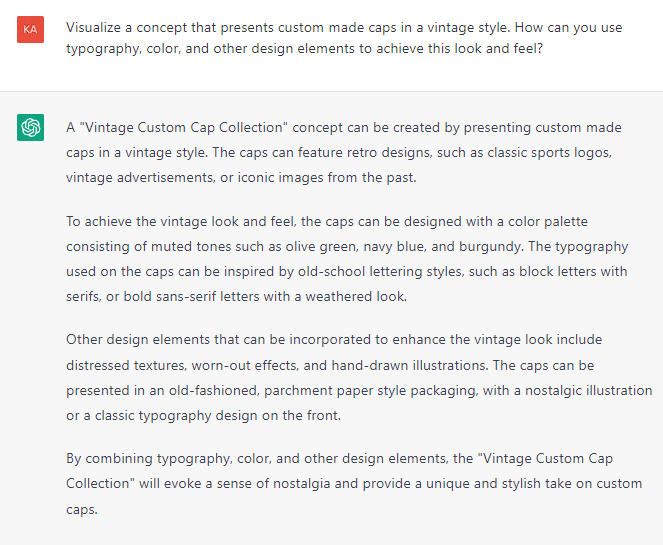 KA
Visualize a concept that presents custom made caps in a vintage style. How can you use
typography, color, and other design elements to achieve this look and feel?
A "Vintage Custom Cap Collection" concept can be created by presenting custom made
caps in a vintage style. The caps can feature retro designs, such as classic sports logos,
vintage advertisements, or iconic images from the past.
To achieve the vintage look and feel, the caps can be designed with a color palette
consisting of muted tones such as olive green, navy blue, and burgundy. The typography
used on the caps can be inspired by old-school lettering styles, such as block letters with
serifs, or bold sans-serif letters with a weathered look.
Other design elements that can be incorporated to enhance the vintage look include
distressed textures, worn-out effects, and hand-drawn illustrations. The caps can be
presented in an old-fashioned, parchment paper style packaging, with a nostalgic illustration
or a classic typography design on the front.
By combining typography, color, and other design elements, the "Vintage Custom Cap
Collection" will evoke a sense of nostalgia and provide a unique and stylish take on custom
caps.